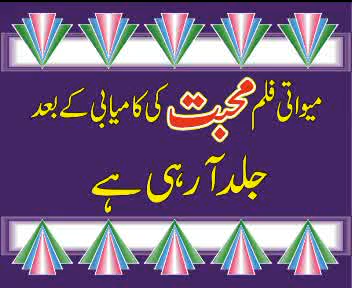 میواتی فلم محبت کی کامیابی کے بعد
جلد آرہی ہے